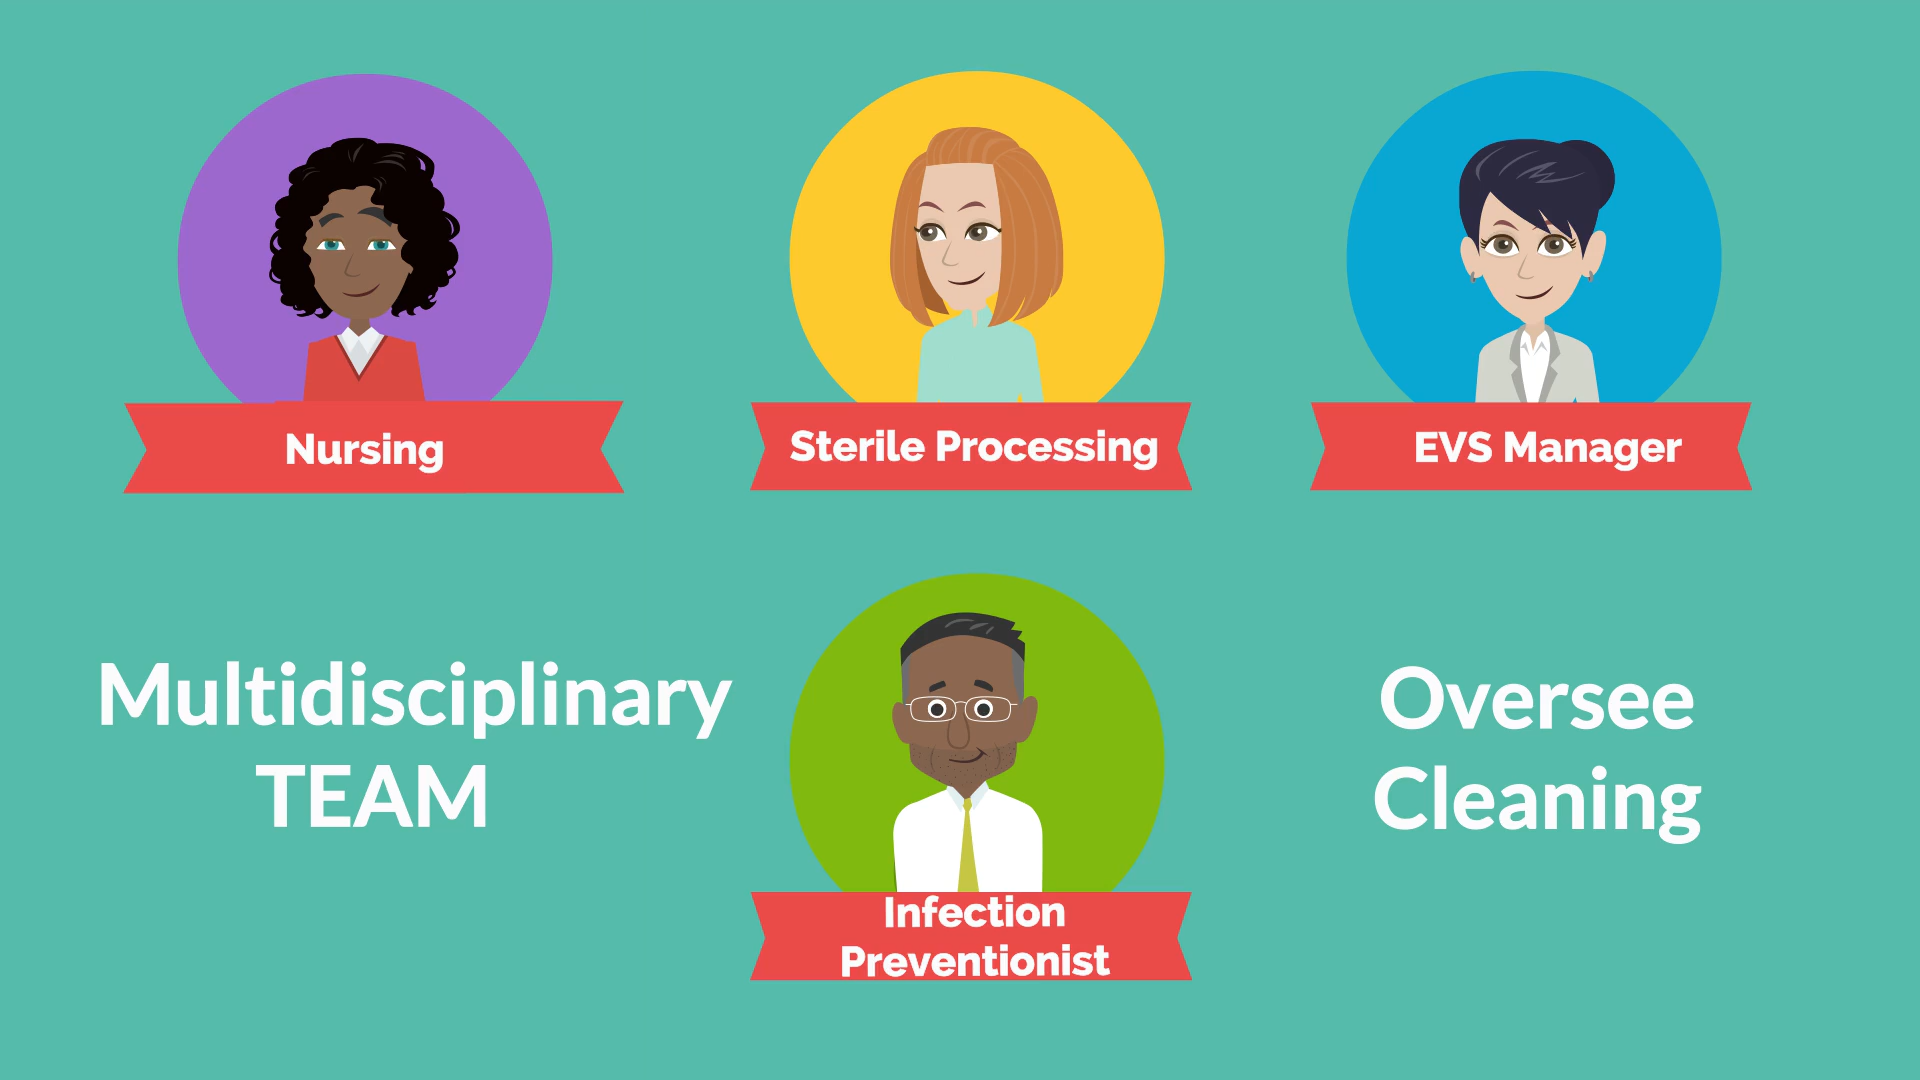 Nursing
Sterile Processing
EVS Manager
Multidisciplinary
TEAM
Oversee
Cleaning
Infection
Preventionist